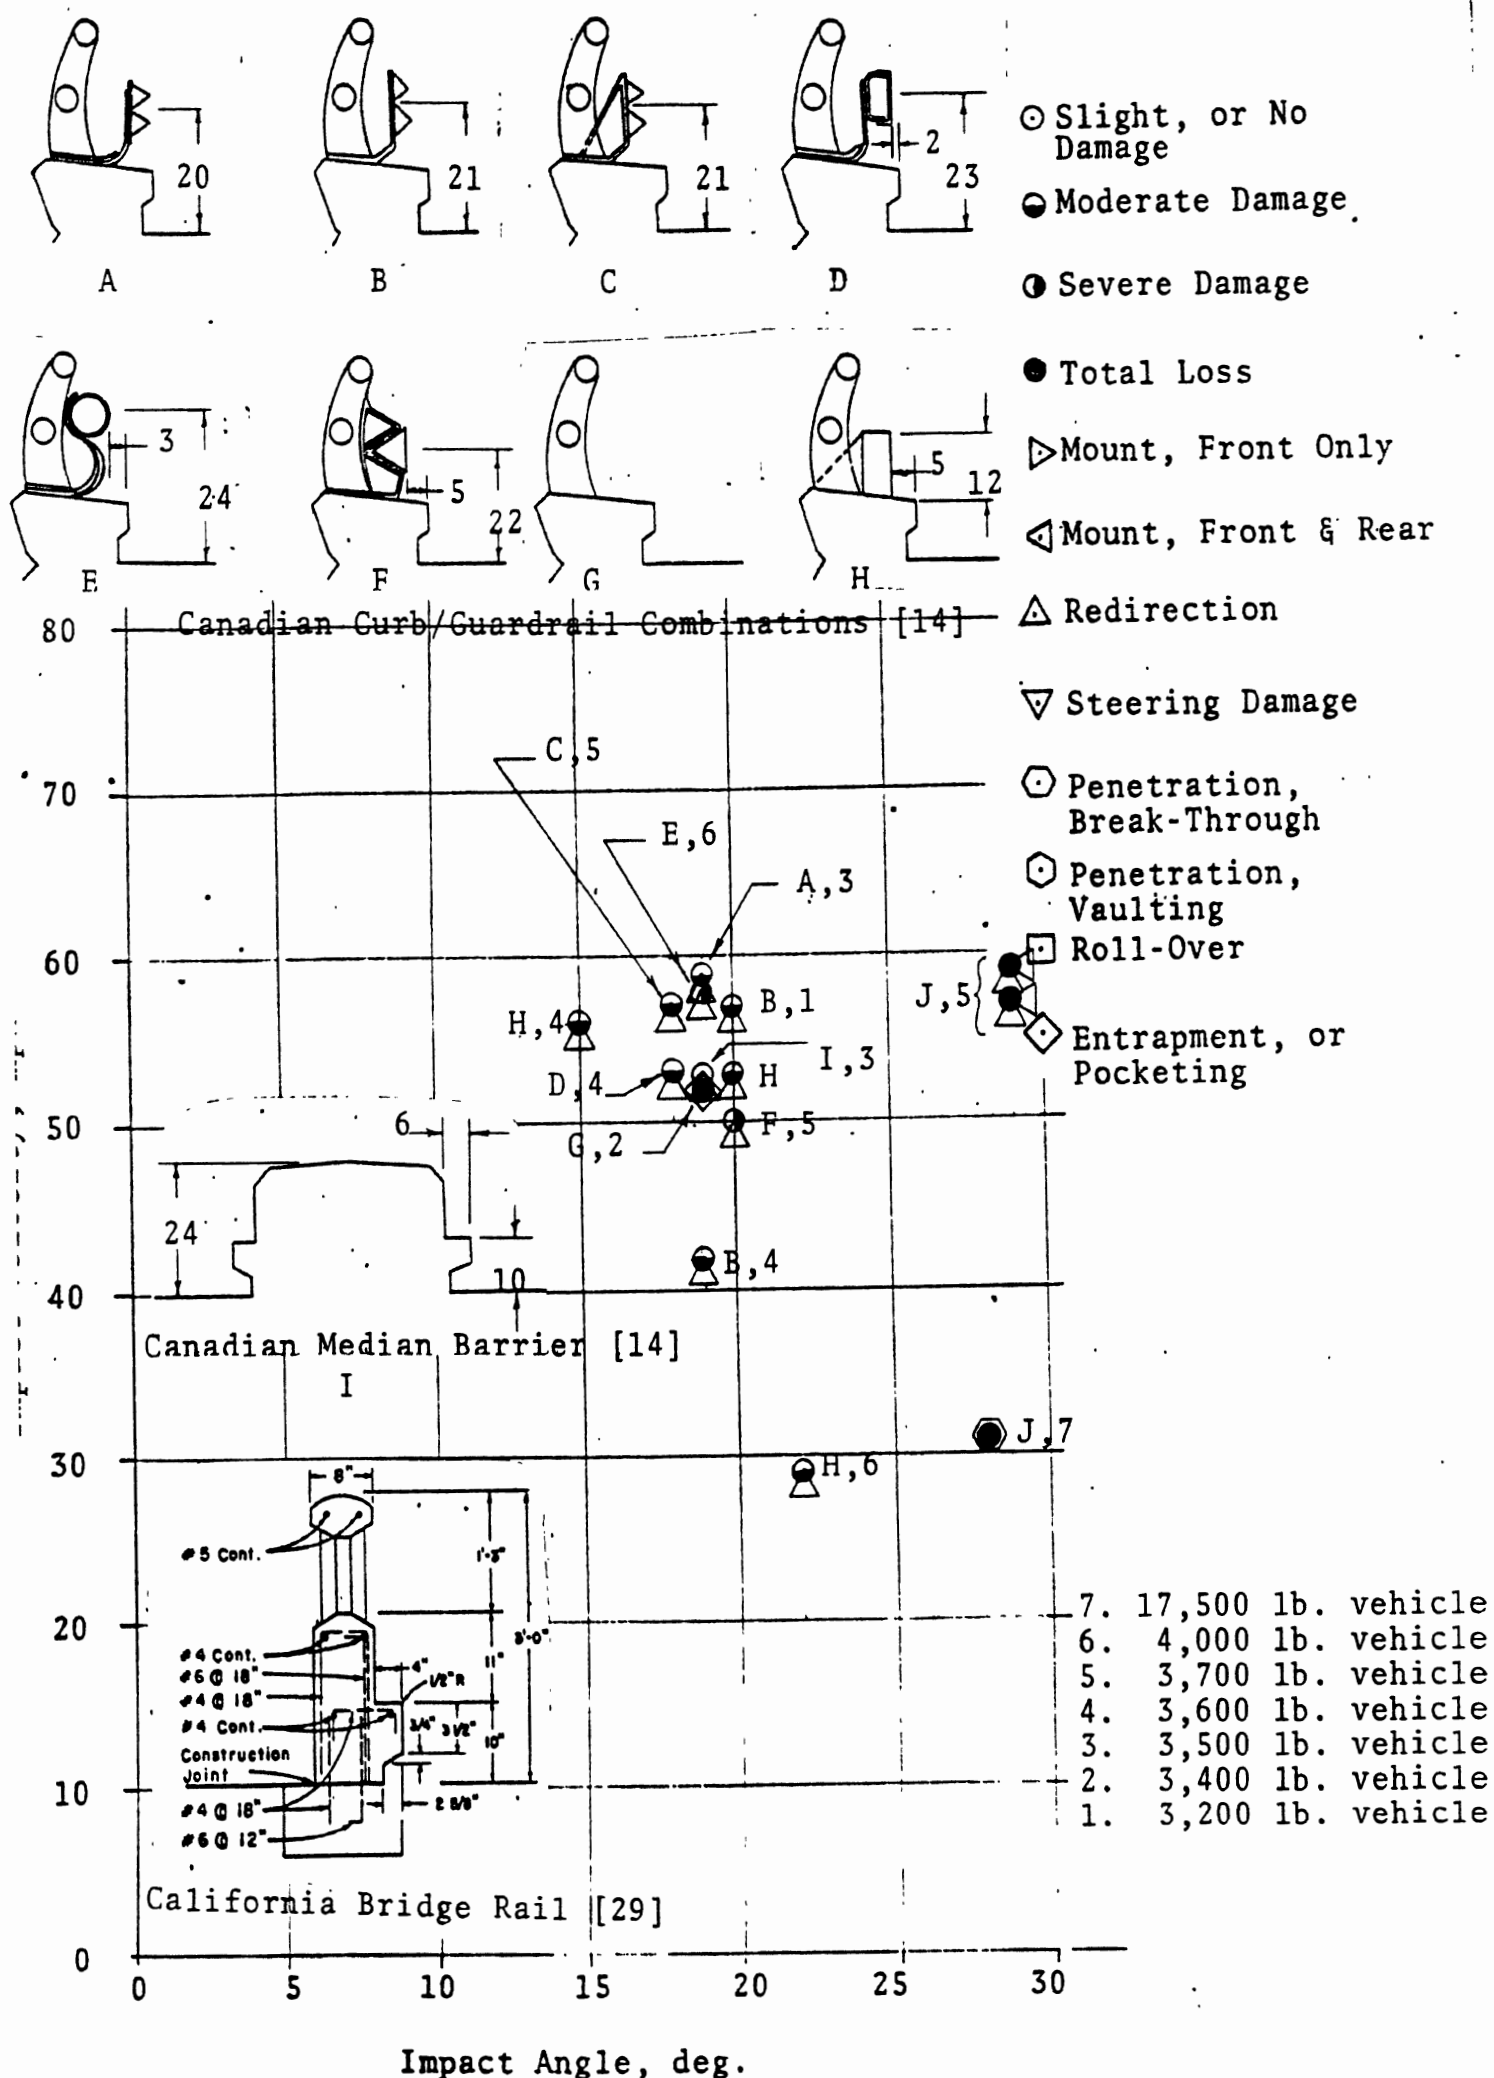 20
21
21
2
23
A
B
C
D
Slight, or No
Damage
Moderate Damage
Severe Damage
Total Loss
Mount, Front Only
Mount, Front & Rear
Redirection
Steering Damage
Penetration,
Break-Through
Penetration,
Vaulting
Roll-Over
Entrapment, or
Pocketing
3
24
5
22
5
12
E
F
G
H
Canadian Curb/Guardrail Combinations [14]
80
70
60
50
40
30
20
10
0
C,5
E,6
A,3
B,1
J,5
H,4
I,3
D,4
H
G,2
F,5
B,4
J,7
H,6
6
24
10
Canadian Median Barrier [14]
I
8"
#5 Cont.
1'-3"
3'-0"
#4 Cont.
#6 @ 18"
#4 @ 18"
#4 Cont.
4"
1/2" R
11"
3/4"
3 1/2"
10"
Construction
Joint
#4 @ 18"
2 5/8"
#6 @ 12"
California Bridge Rail [29]
7. 17,500 lb. vehicle
6. 4,000 lb. vehicle
5. 3,700 lb. vehicle
4. 3,600 lb. vehicle
3. 3,500 lb. vehicle
2. 3,400 lb. vehicle
1. 3,200 lb. vehicle
0 5 10 15 20 25 30
Impact Angle, deg.